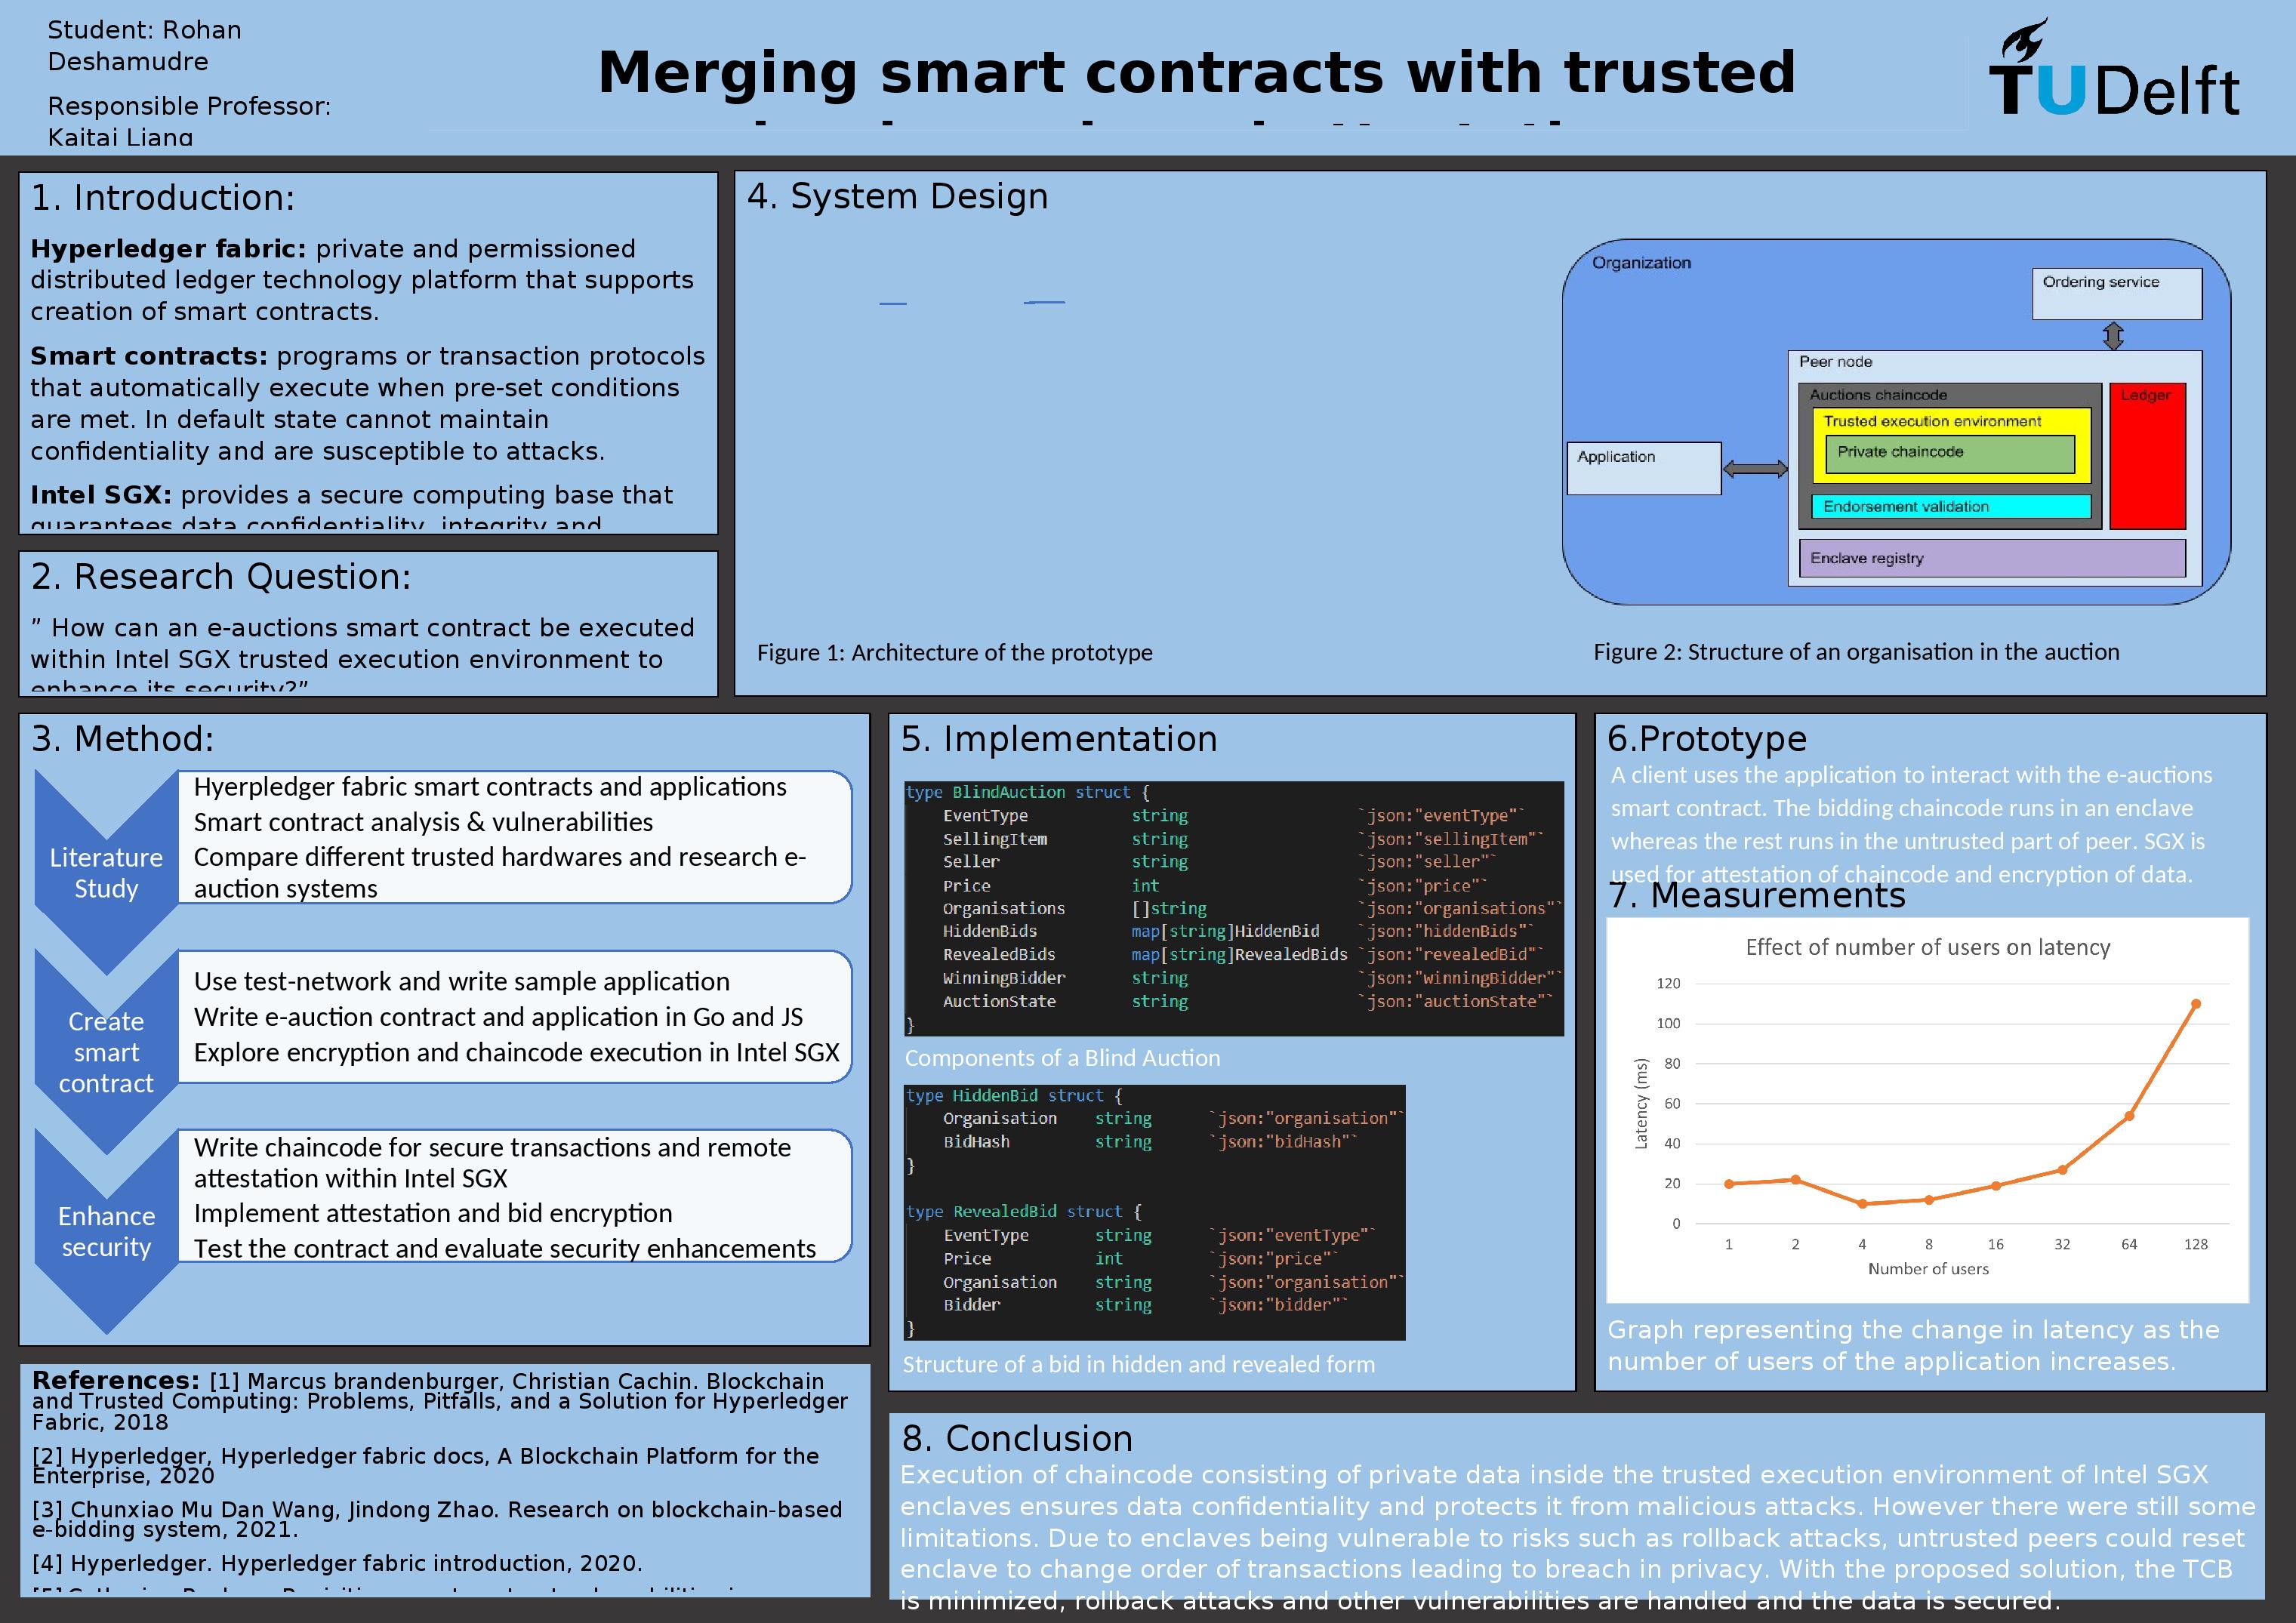 Student: Rohan
Deshamudre
Responsible Professor:
Kaitai Liang
Merging smart contracts with trusted
TU Delft
1. Introduction:
Hyperledger fabric: private and permissioned
distributed ledger technology platform that supports
creation of smart contracts.
Smart contracts: programs or transaction protocols
that automatically execute when pre-set conditions
are met. In default state cannot maintain
confidentiality and are susceptible to attacks.
Intel SGX: provides a secure computing base that
guarantees data confidentiality, integrity and
2. Research Question:
” How can an e-auctions smart contract be executed
within Intel SGX trusted execution environment to
enhance its security?”
4. System Design
Organization
Ordering service
Peer node
Auctions chaincode
Ledger
Trusted execution environment
Private chaincode
Application
Endorsement validation
Enclave registry
Figure 1: Architecture of the prototype
Figure 2: Structure of an organisation in the auction
3. Method:
Literature
Study
Hyerpledger fabric smart contracts and applications
Smart contract analysis & vulnerabilities
Compare different trusted hardwares and research e-
auction systems
Create
smart
contract
Use test-network and write sample application
Write e-auction contract and application in Go and JS
Explore encryption and chaincode execution in Intel SGX
Enhance
security
Write chaincode for secure transactions and remote
attestation within Intel SGX
Implement attestation and bid encryption
Test the contract and evaluate security enhancements
References: [1] Marcus brandenburger, Christian Cachin. Blockchain
and Trusted Computing: Problems, Pitfalls, and a Solution for Hyperledger
Fabric, 2018
[2] Hyperledger, Hyperledger fabric docs, A Blockchain Platform for the
Enterprise, 2020
[3] Chunxiao Mu Dan Wang, Jindong Zhao. Research on blockchain-based
e-bidding system, 2021.
[4] Hyperledger. Hyperledger fabric introduction, 2020.
5. Implementation
type BlindAuction struct {
EventType string `json:"eventType"`
SellingItem string `json:"sellingItem"`
Seller string `json:"seller"`
Price int `json:"price"`
Organisations []string `json:"organisations"`
HiddenBids map[string]HiddenBid `json:"hiddenBids"`
RevealedBids map[string]RevealedBids `json:"revealedBid"`
WinningBidder string `json:"winningBidder"`
AuctionState string `json:"auctionState"`
}
Components of a Blind Auction
type HiddenBid struct {
Organisation string `json:"organisation"`
BidHash string `json:"bidHash"`
}
type RevealedBid struct {
EventType string `json:"eventType"`
Price int `json:"price"`
Organisation string `json:"organisation"`
Bidder string `json:"bidder"`
}
Structure of a bid in hidden and revealed form
6.Prototype
A client uses the application to interact with the e-auctions
smart contract. The bidding chaincode runs in an enclave
whereas the rest runs in the untrusted part of peer. SGX is
used for attestation of chaincode and encryption of data.
7. Measurements
Effect of number of users on latency
120
100
80
60
40
20
0
Latency (ms)
1 2 4 8 16 32 64 128
Number of users
Graph representing the change in latency as the
number of users of the application increases.
8. Conclusion
Execution of chaincode consisting of private data inside the trusted execution environment of Intel SGX
enclaves ensures data confidentiality and protects it from malicious attacks. However there were still some
limitations. Due to enclaves being vulnerable to risks such as rollback attacks, untrusted peers could reset
enclave to change order of transactions leading to breach in privacy. With the proposed solution, the TCB
is minimized, rollback attacks and other vulnerabilities are handled and the data is secured.